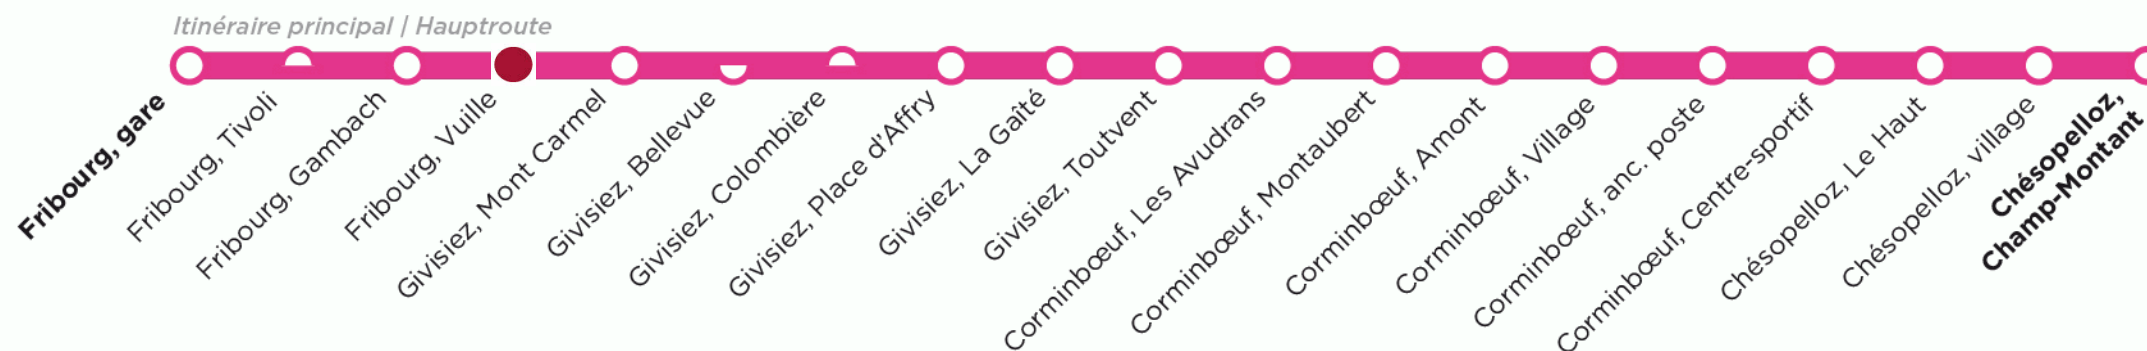 Itinéraire principal | Hauptroute
Fribourg, gare
Fribourg, Tivoli
Fribourg, Gambach
Fribourg, Vuille
Givisiez, Mont Carmel
Givisiez, Bellevue
Givisiez, Colombière
Givisiez, Place d'Affry
Givisiez, La Gaîté
Givisiez, Toutvent
Corminbœuf, Les Avudrans
Corminbœuf, Montaubert
Corminbœuf, Amont
Corminbœuf, Village
Corminbœuf, anc. poste
Corminbœuf, Centre-sportif
Chésopelloz, Le Haut
Chésopelloz, village
Chésopelloz,
Champ-Montant